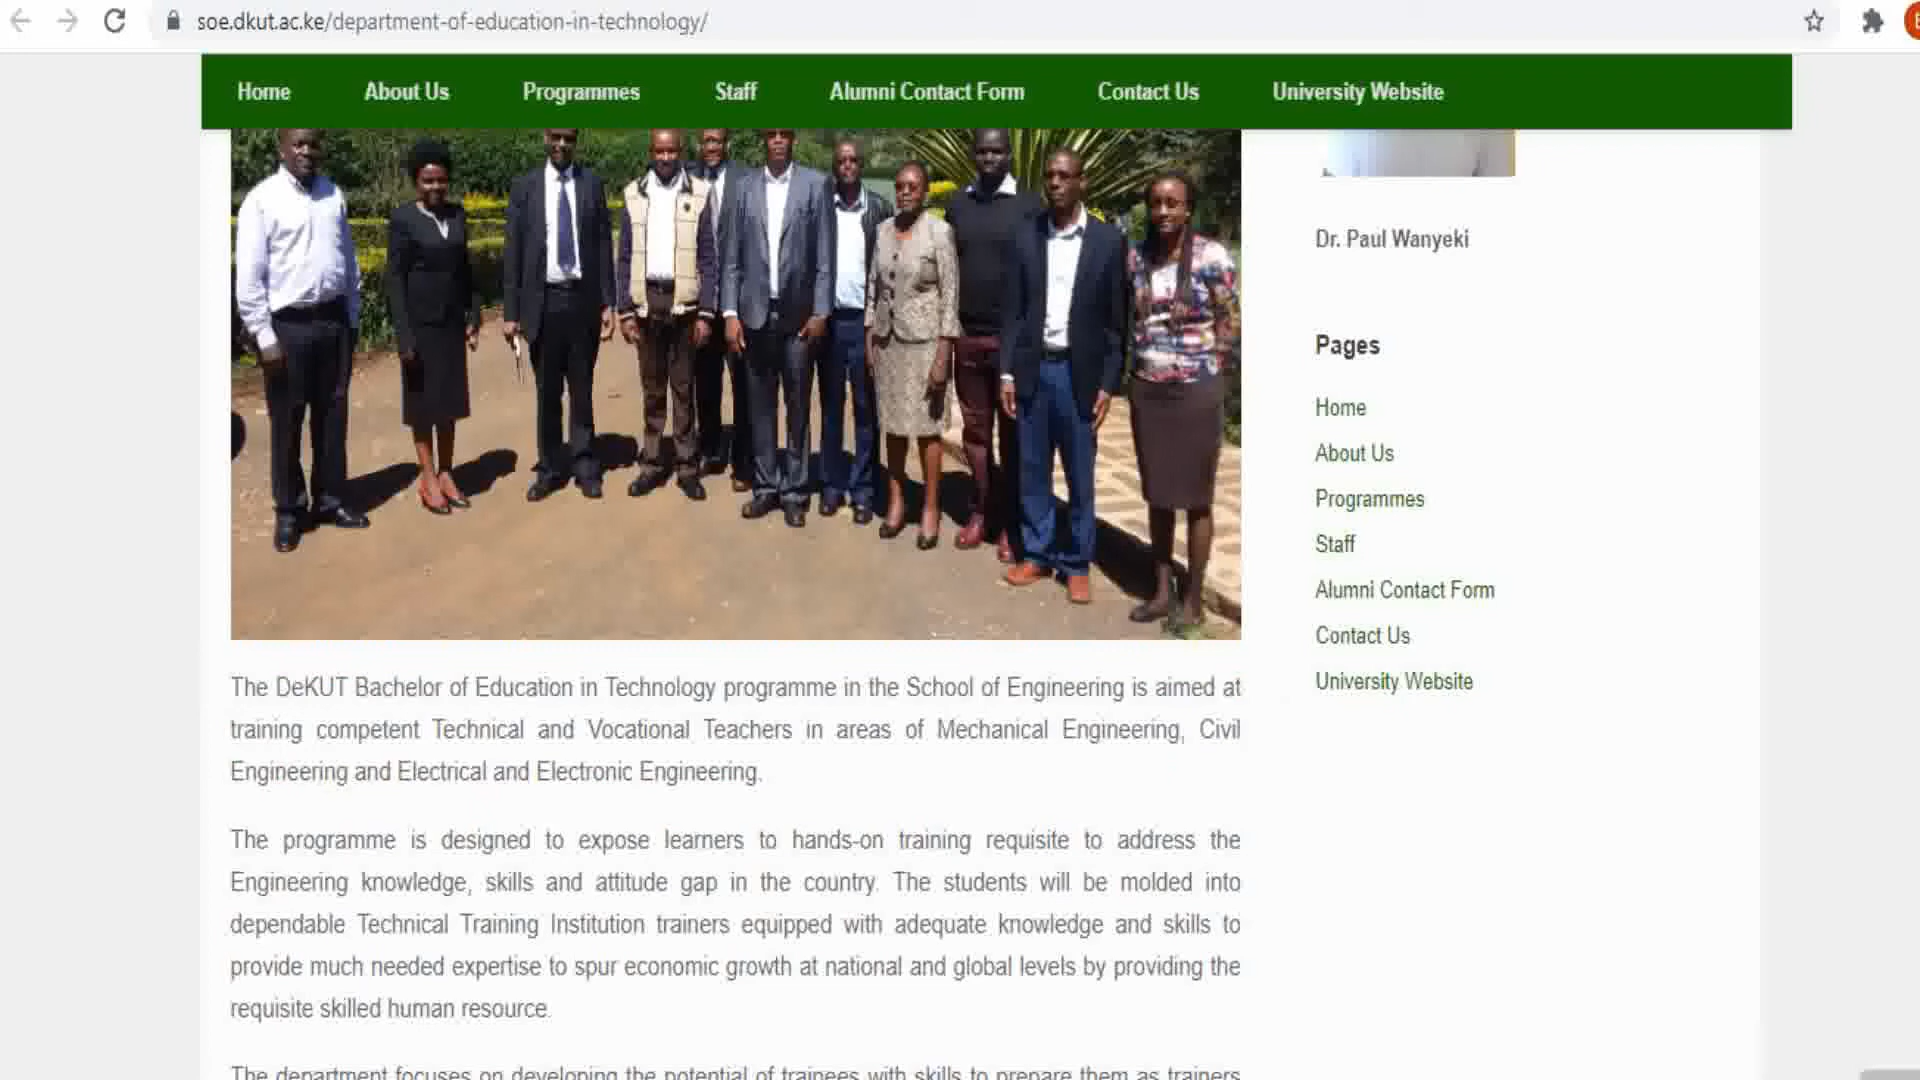 soe.dkut.ac.ke/department-of-education-in-technology/
Home About Us Programmes Staff Alumni Contact Form Contact Us University Website
Dr. Paul Wanyeki
Pages
Home
About Us
Programmes
Staff
Alumni Contact Form
Contact Us
University Website
The DeKUT Bachelor of Education in Technology programme in the School of Engineering is aimed at
training competent Technical and Vocational Teachers in areas of Mechanical Engineering, Civil
Engineering and Electrical and Electronic Engineering.
The programme is designed to expose learners to hands-on training requisite to address the
Engineering knowledge, skills and attitude gap in the country. The students will be molded into
dependable Technical Training Institution trainers equipped with adequate knowledge and skills to
provide much needed expertise to spur economic growth at national and global levels by providing the
requisite skilled human resource.
The department focuses on developing the potential of trainees with skills to prepare them as trainers